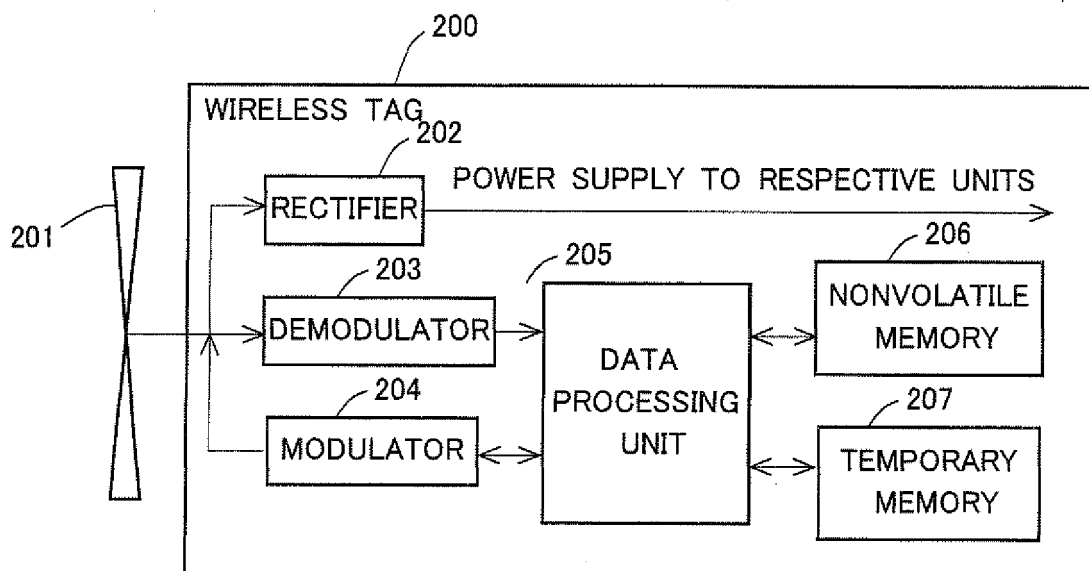 200
WIRELESS TAG
202
POWER SUPPLY TO RESPECTIVE UNITS
RECTIFIER
201
203
205
206
DEMODULATOR
NONVOLATILE
MEMORY
DATA
PROCESSING
UNIT
204
207
MODULATOR
TEMPORARY
MEMORY